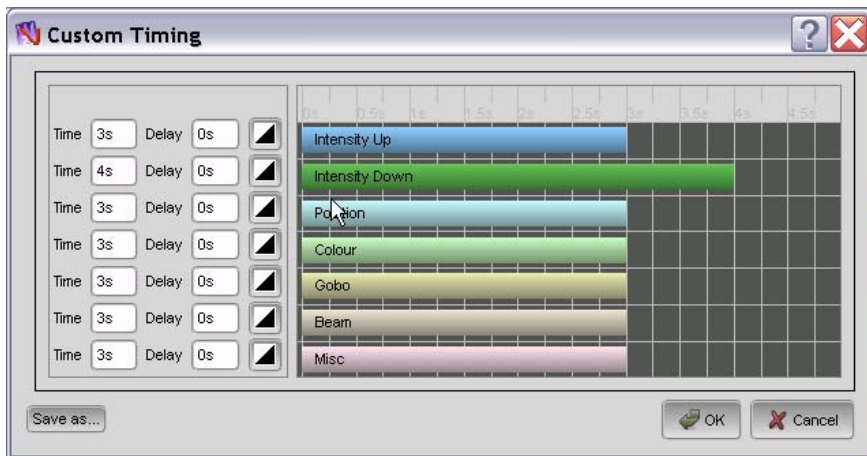 Custom Timing
0s 0.5s 1s 1.5s 2s 2.5s 3s 3.5s 4s 4.5s
Time 3s Delay 0s Intensity Up
Time 4s Delay 0s Intensity Down
Time 3s Delay 0s Position
Time 3s Delay 0s Colour
Time 3s Delay 0s Gobo
Time 3s Delay 0s Beam
Time 3s Delay 0s Misc
Save as... OK Cancel